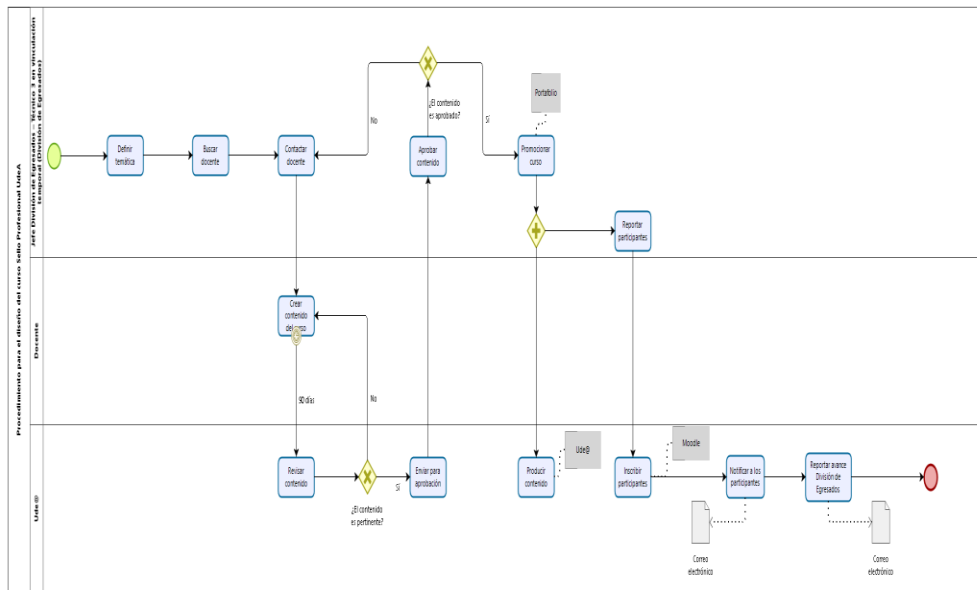 Procedimiento para el diseño del curso Sello Profesional UdeA
Jefe División de Egresados – Técnico 3 en vinculación
temporal (División de Egresados)
Definir
temática
Buscar
docente
Contactar
docente
No
¿El contenido
es aprobado?
Aprobar
contenido
Sí
Portafolio
Promocionar
curso
Reportar
participantes
Docente
Crear
contenido
del curso
90 días
No
Ude@
Revisar
contenido
¿El contenido
es pertinente?
Sí
Enviar para
aprobación
Producir
contenido
Ude@
Inscribir
participantes
Moodle
Notificar a los
participantes
Correo
electrónico
Reportar avance
División de
Egresados
Correo
electrónico